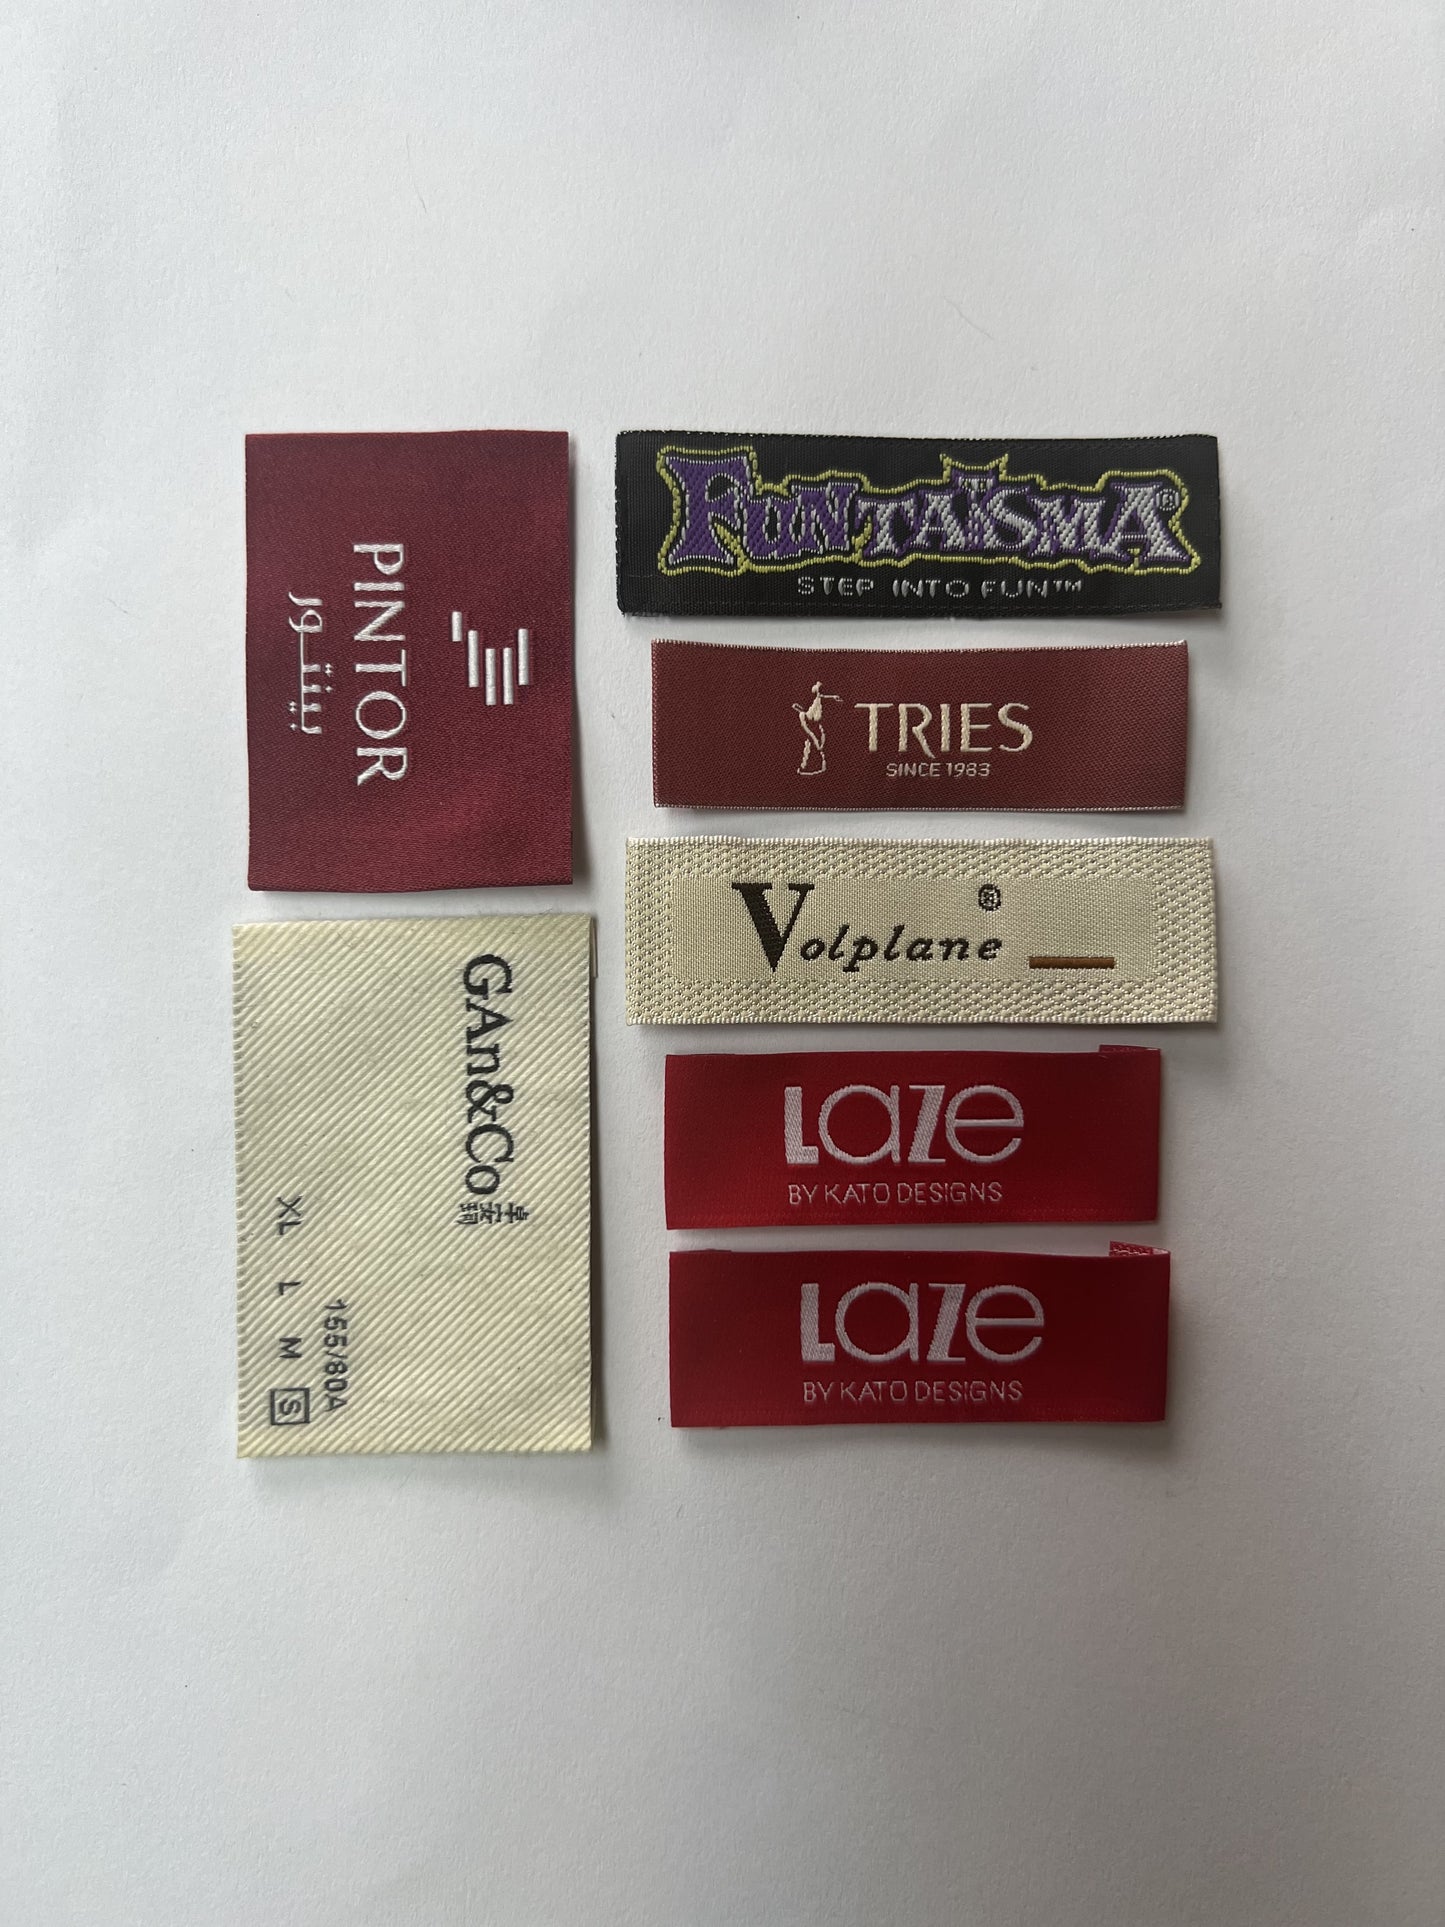 PINTOR
بينتور
GAn&Co
155/80A
XL L M S
FUNTASMA®
STEP INTO FUN™
TRIES
SINCE 1983
Volplane®
Laze
BY KATO DESIGNS
Laze
BY KATO DESIGNS